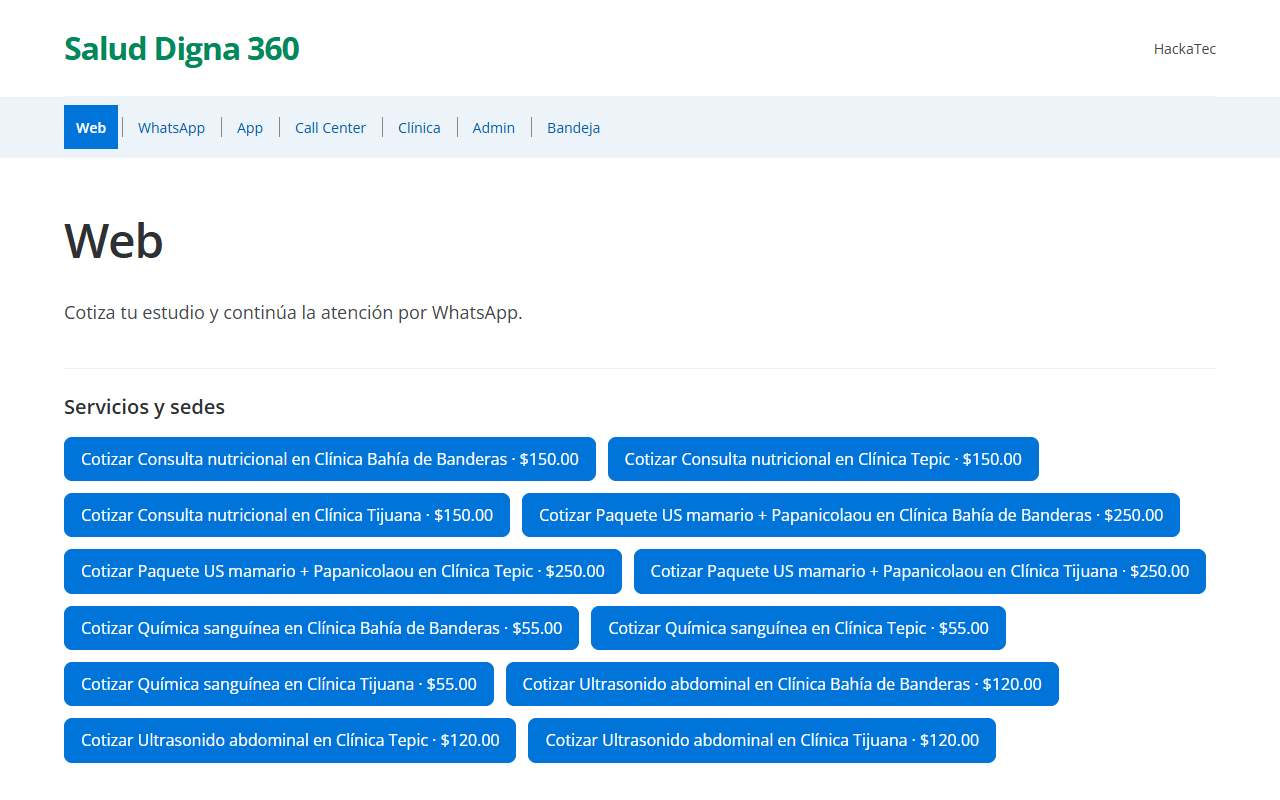 Salud Digna 360
HackaTec
Web
WhatsApp
App
Call Center
Clínica
Admin
Bandeja
Web
Cotiza tu estudio y continúa la atención por WhatsApp.
Servicios y sedes
Cotizar Consulta nutricional en Clínica Bahía de Banderas · $150.00
Cotizar Consulta nutricional en Clínica Tepic · $150.00
Cotizar Consulta nutricional en Clínica Tijuana · $150.00
Cotizar Paquete US mamario + Papanicolaou en Clínica Bahía de Banderas · $250.00
Cotizar Paquete US mamario + Papanicolaou en Clínica Tepic · $250.00
Cotizar Paquete US mamario + Papanicolaou en Clínica Tijuana · $250.00
Cotizar Química sanguínea en Clínica Bahía de Banderas · $55.00
Cotizar Química sanguínea en Clínica Tepic · $55.00
Cotizar Química sanguínea en Clínica Tijuana · $55.00
Cotizar Ultrasonido abdominal en Clínica Bahía de Banderas · $120.00
Cotizar Ultrasonido abdominal en Clínica Tepic · $120.00
Cotizar Ultrasonido abdominal en Clínica Tijuana · $120.00